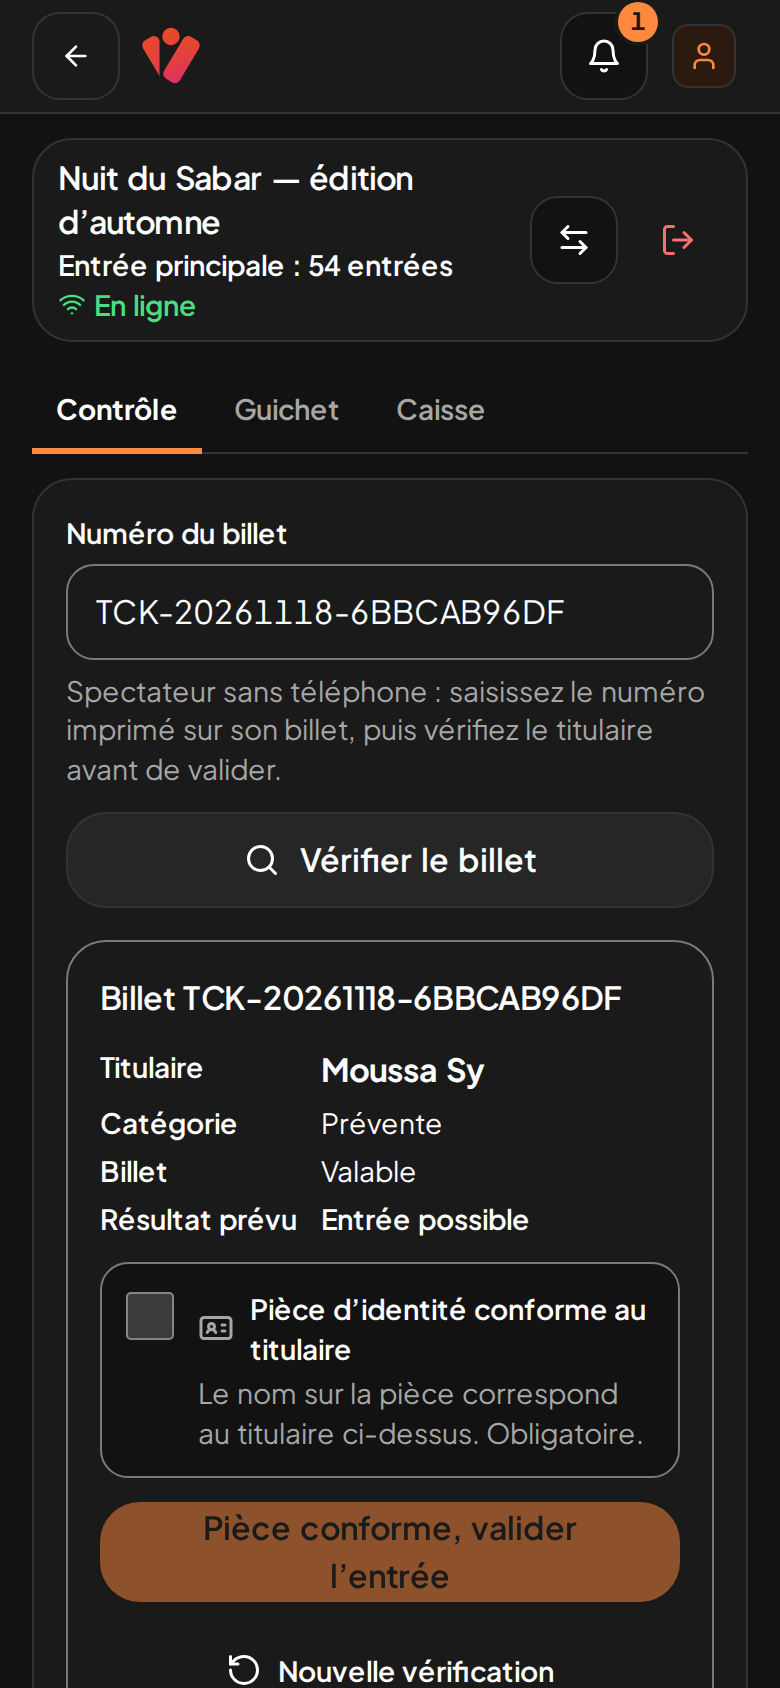 1
Nuit du Sabar — édition
d’automne
Entrée principale : 54 entrées
En ligne
Contrôle Guichet Caisse
Numéro du billet
TCK-20261118-6BBCAB96DF
Spectateur sans téléphone : saisissez le numéro
imprimé sur son billet, puis vérifiez le titulaire
avant de valider.
Vérifier le billet
Billet TCK-20261118-6BBCAB96DF
Titulaire Moussa Sy
Catégorie Prévente
Billet Valable
Résultat prévu Entrée possible
Pièce d’identité conforme au
titulaire
Le nom sur la pièce correspond
au titulaire ci-dessus. Obligatoire.
Pièce conforme, valider
l’entrée
Nouvelle vérification